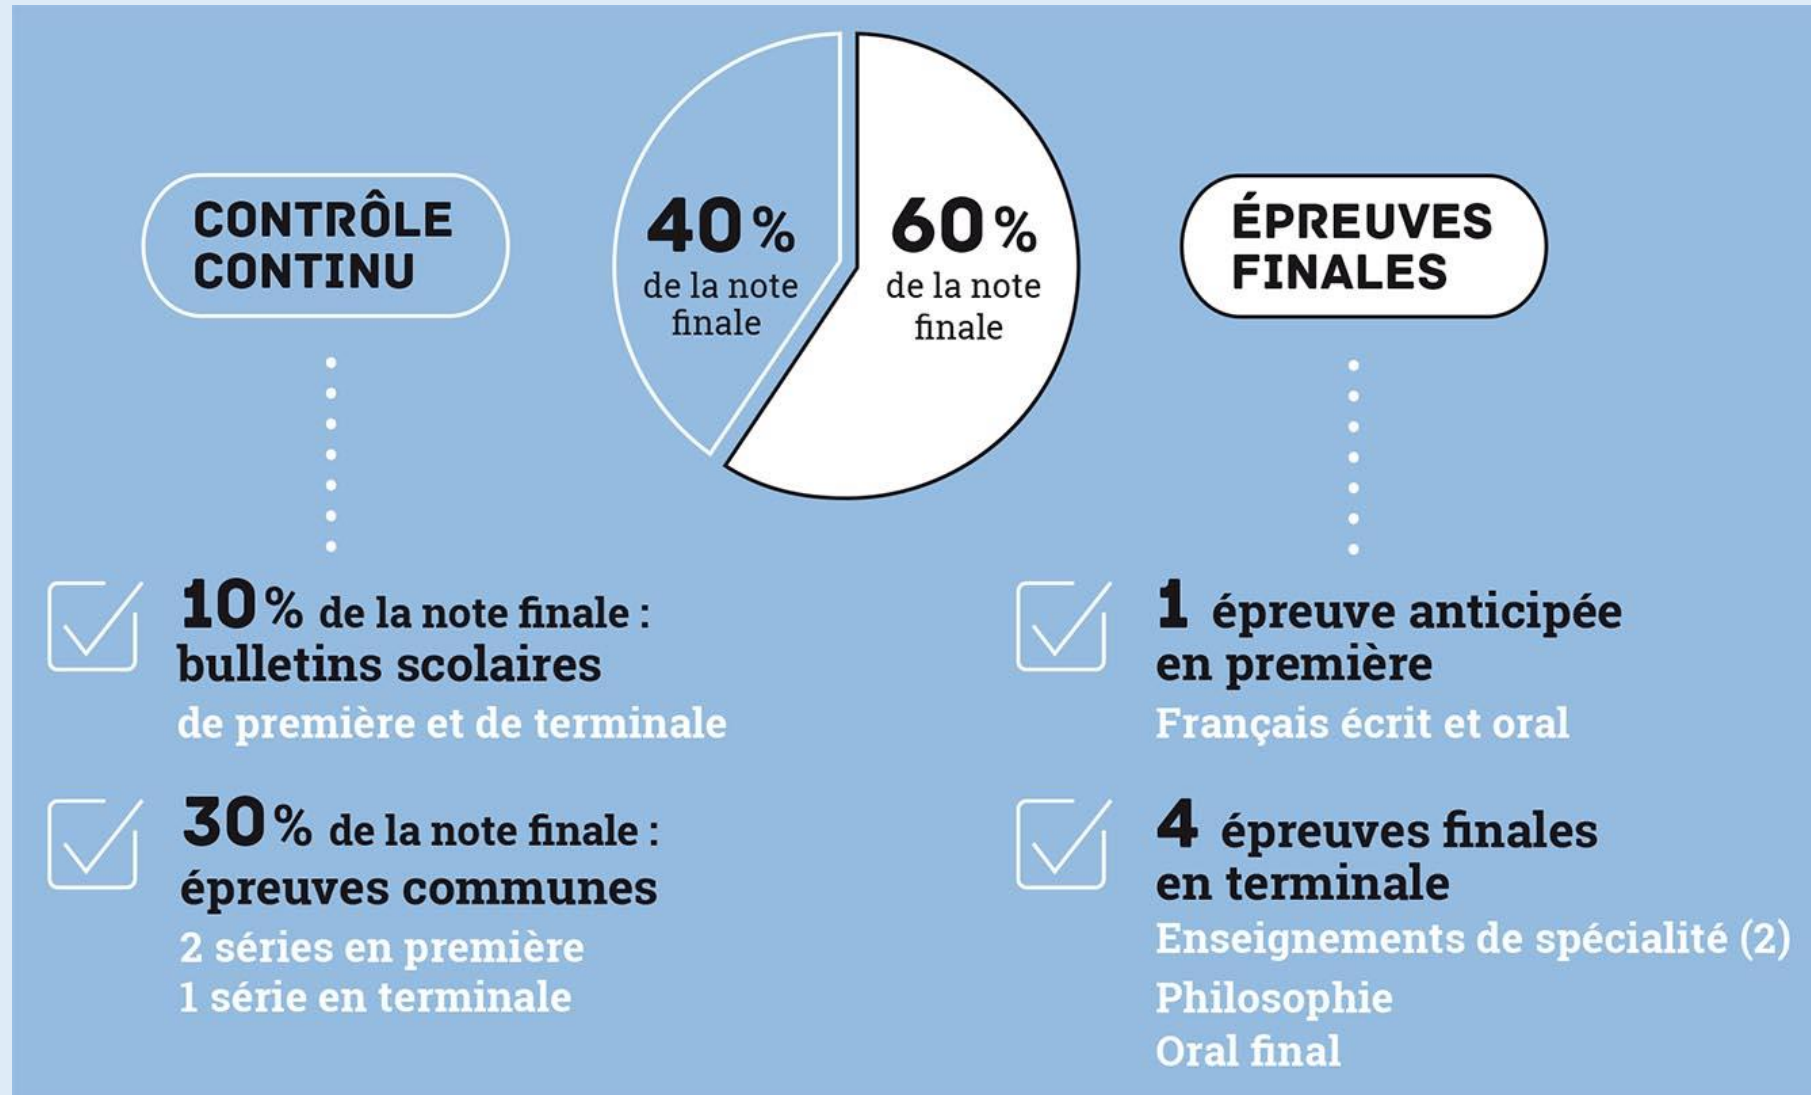 CONTRÔLE
CONTINU
40%
de la note
finale
60%
de la note
finale
ÉPREUVES
FINALES
10% de la note finale :
bulletins scolaires
de première et de terminale
30% de la note finale :
épreuves communes
2 séries en première
1 série en terminale
1 épreuve anticipée
en première
Français écrit et oral
4 épreuves finales
en terminale
Enseignements de spécialité (2)
Philosophie
Oral final